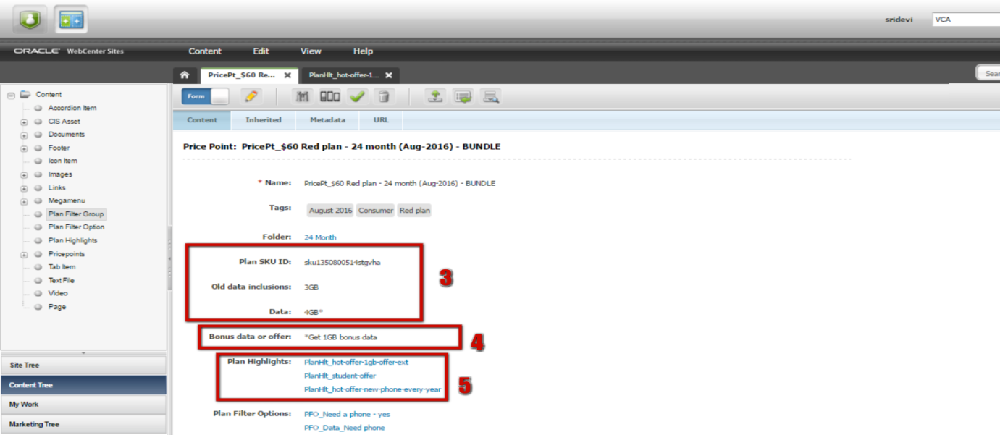 sridevi VCA
ORACLE WebCenter Sites Content Edit View Help
PricePt_$60 Re... PlanHlt_hot-offer-1...
Sear
Form
Content Inherited Metadata URL
Content
Accordion Item
CIS Asset
Documents
Footer
Icon Item
Images
Links
Megamenu
Plan Filter Group
Plan Filter Option
Plan Highlights
Pricepoints
Tab Item
Text File
Video
Page
Site Tree
Content Tree
My Work
Marketing Tree
Price Point: PricePt_$60 Red plan - 24 month (Aug-2016) - BUNDLE
* Name: PricePt_$60 Red plan - 24 month (Aug-2016) - BUNDLE
Tags: August 2016 Consumer Red plan
Folder: 24 Month
Plan SKU ID: sku1350800514stgvha
3
Old data inclusions: 3GB
Data: 4GB*
Bonus data or offer: *Get 1GB bonus data
4
Plan Highlights: PlanHlt_hot-offer-1gb-offer-ext
PlanHlt_student-offer
5
PlanHlt_hot-offer-new-phone-every-year
Plan Filter Options: PFO_Need a phone - yes
PFO_Data_Need phone